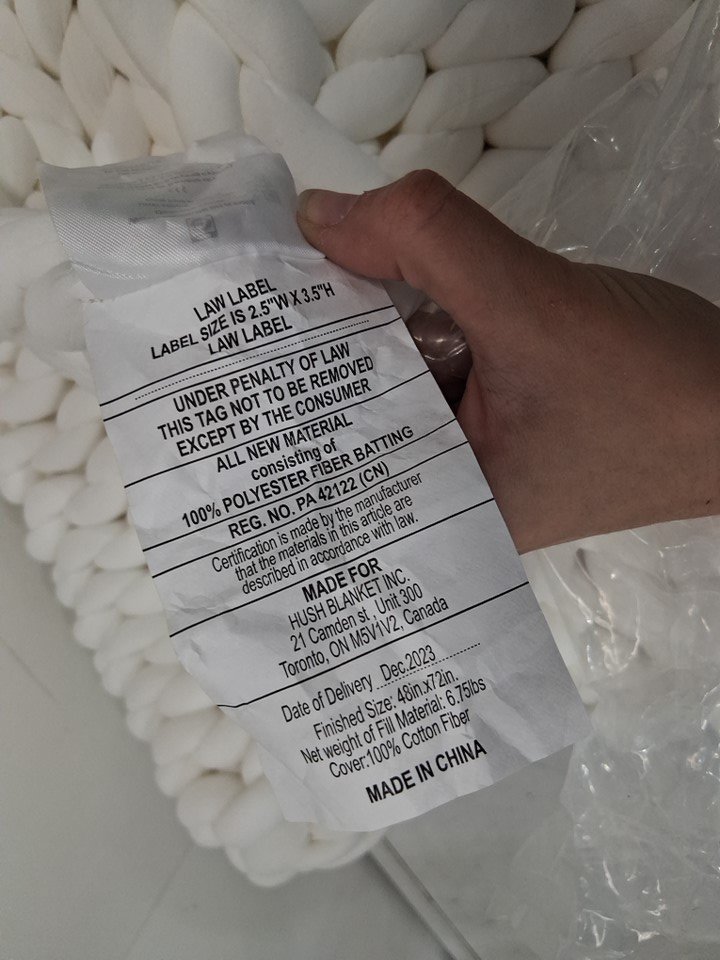 LAW LABEL
LABEL SIZE IS 2.5"W X 3.5"H
LAW LABEL
UNDER PENALTY OF LAW
THIS TAG NOT TO BE REMOVED
EXCEPT BY THE CONSUMER
ALL NEW MATERIAL
consisting of
100% POLYESTER FIBER BATTING
REG. NO. PA 42122 (CN)
Certification is made by the manufacturer
that the materials in this article are
described in accordance with law.
MADE FOR
HUSH BLANKET INC.
21 Camden st , Unit 300
Toronto, ON M5V1V2, Canada
Date of Delivery Dec.2023
Finished Size: 48in.x72in.
Net weight of Fill Material: 6.75lbs
Cover:100% Cotton Fiber
MADE IN CHINA